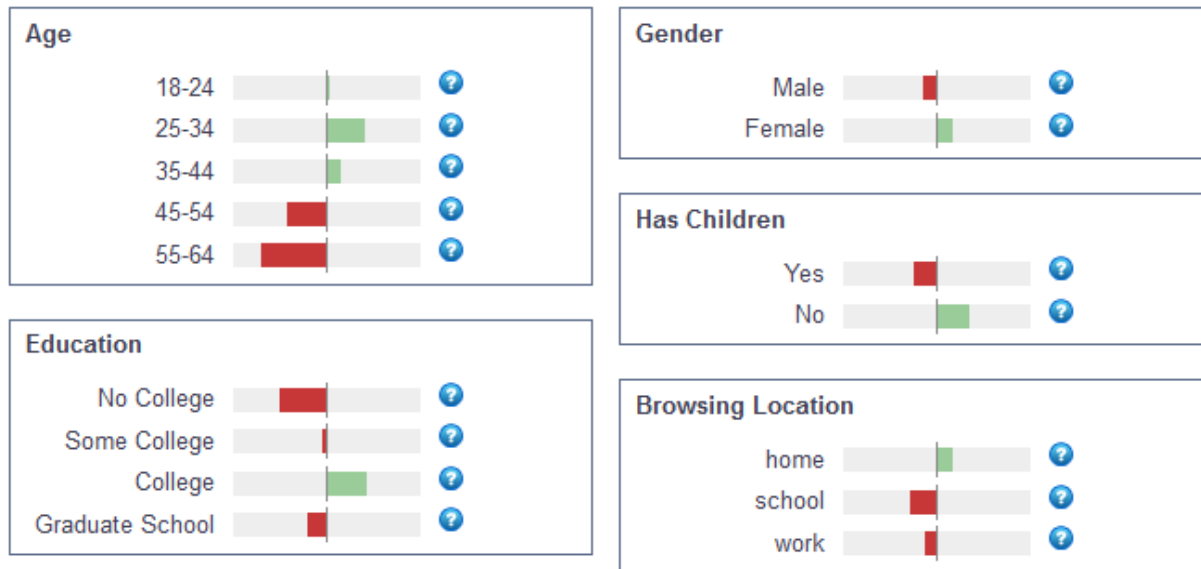 Age
18-24
25-34
35-44
45-54
55-64
Education
No College
Some College
College
Graduate School
Gender
Male
Female
Has Children
Yes
No
Browsing Location
home
school
work